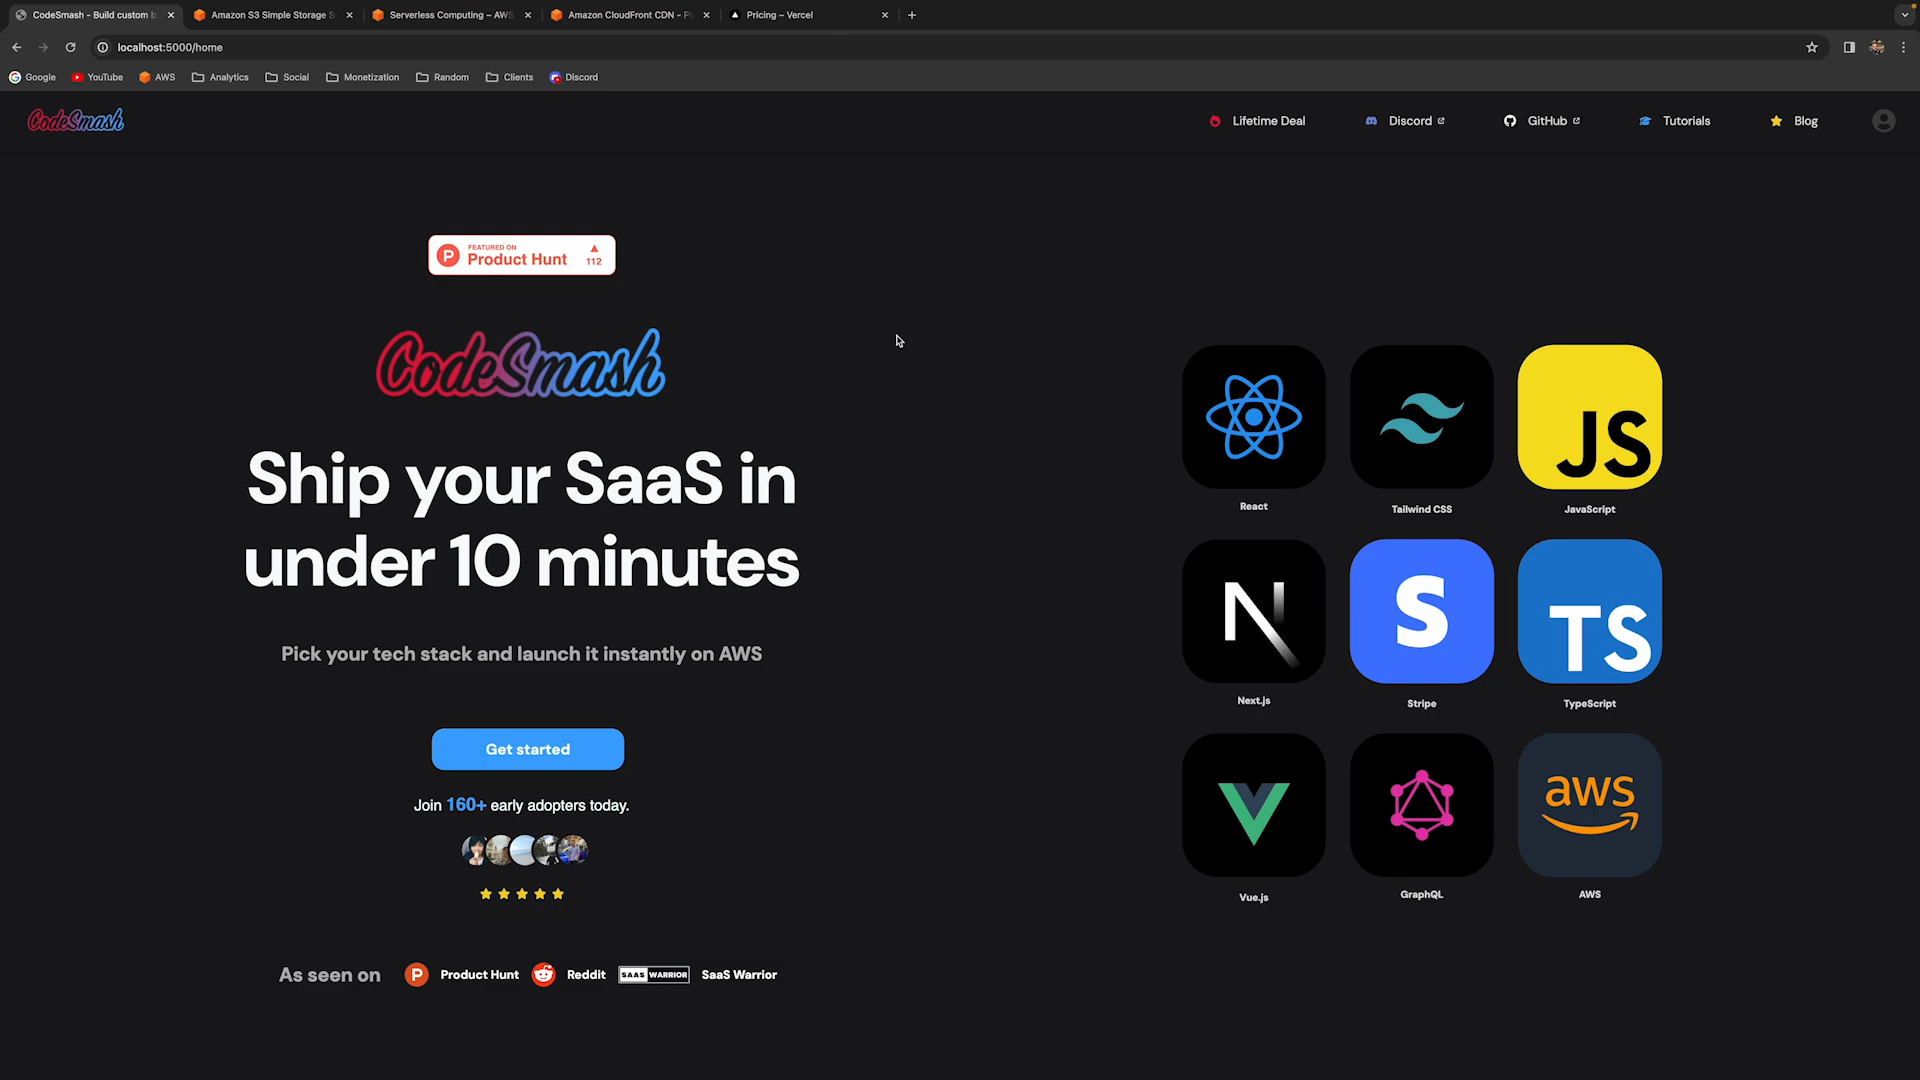 CodeSmash - Build custom b
Amazon S3 Simple Storage S
Serverless Computing – AWS
Amazon CloudFront CDN - Pl
Pricing – Vercel
localhost:5000/home
Google
YouTube
AWS
Analytics
Social
Monetization
Random
Clients
Discord
CodeSmash
Lifetime Deal
Discord
GitHub
Tutorials
Blog
P
FEATURED ON
Product Hunt
112
CodeSmash
Ship your SaaS in
under 10 minutes
Pick your tech stack and launch it instantly on AWS
Get started
Join 160+ early adopters today.
As seen on
P
Product Hunt
Reddit
SAAS WARRIOR
SaaS Warrior
React
Tailwind CSS
JS
JavaScript
N
Next.js
S
Stripe
TS
TypeScript
Vue.js
GraphQL
aws
AWS